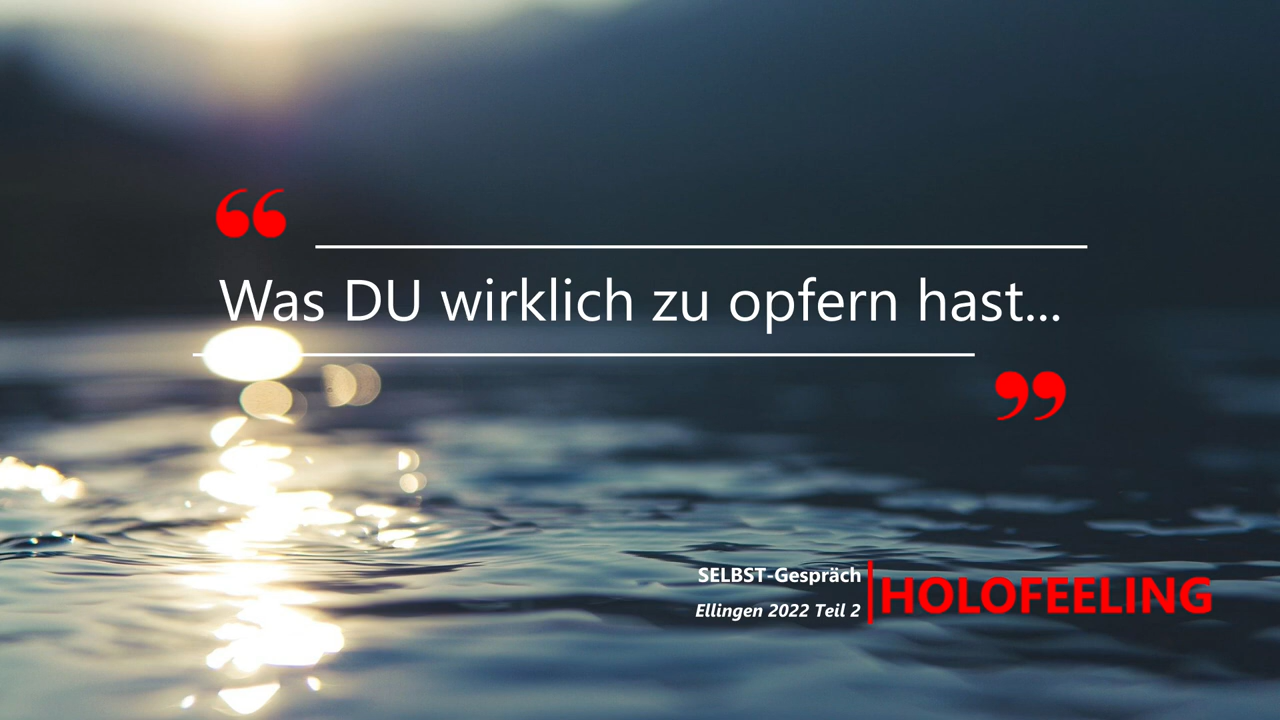 “
Was DU wirklich zu opfern hast...
”
SELBST-Gespräch
Ellingen 2022 Teil 2
HOLOFEELING